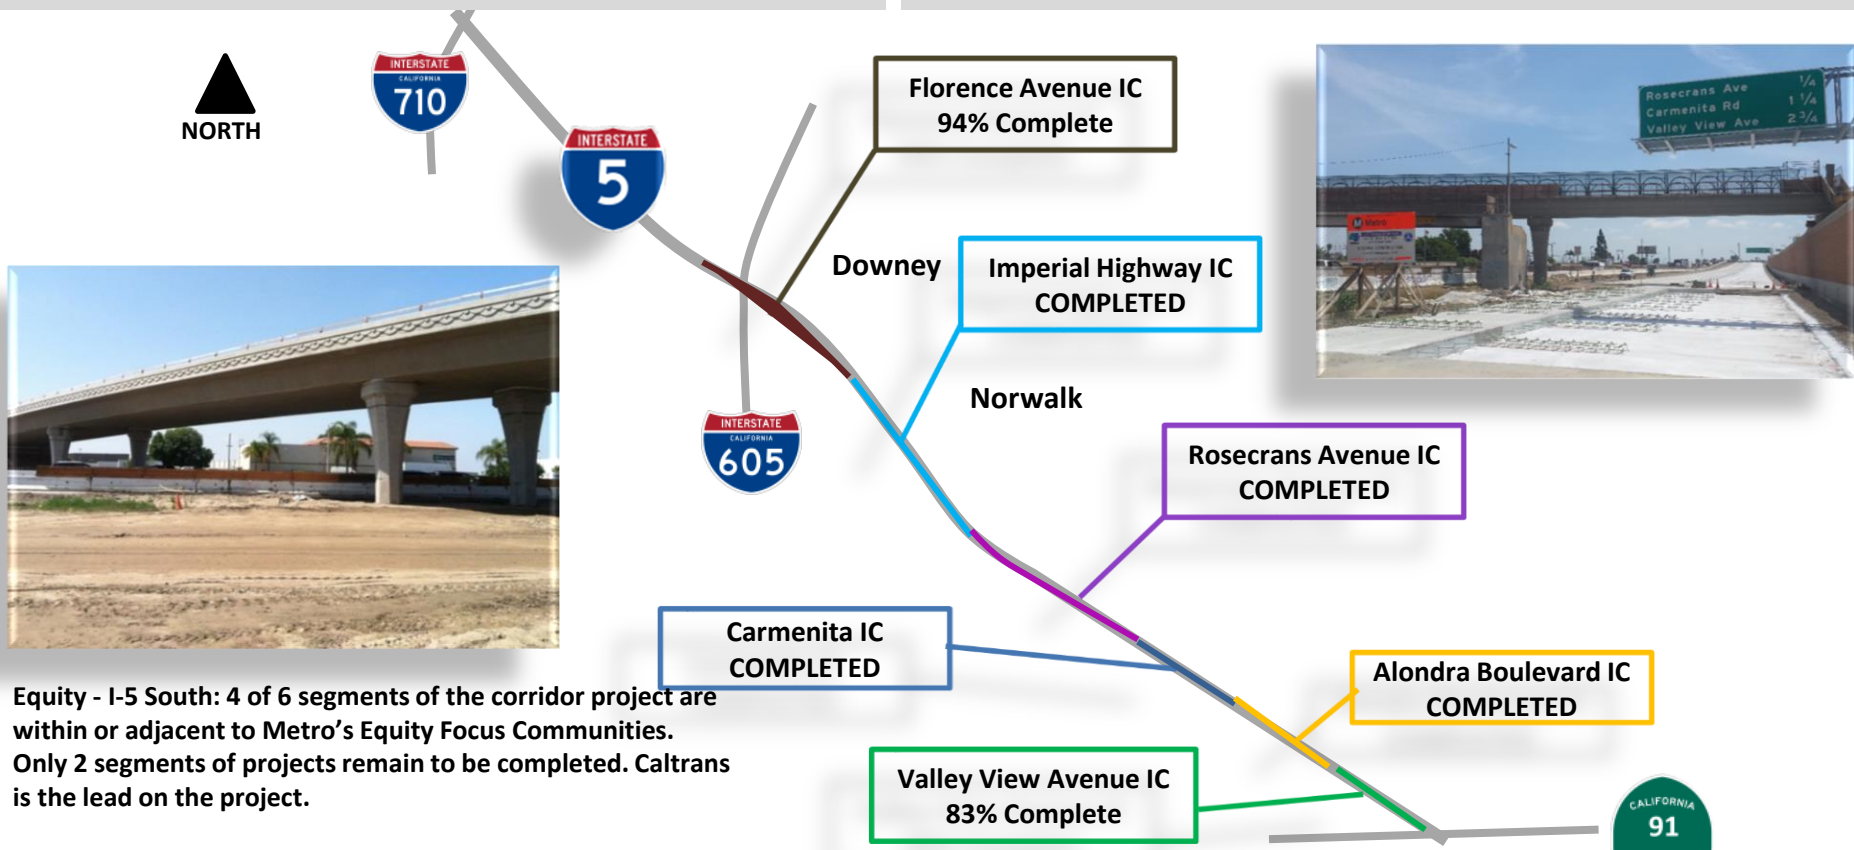 NORTH
INTERSTATE
CALIFORNIA
710
INTERSTATE
5
Florence Avenue IC
94% Complete
Rosecrans Ave 1/4
Carmenita Rd 1 1/4
Valley View Ave 2 3/4
Metro
Downey
Imperial Highway IC
COMPLETED
Norwalk
INTERSTATE
CALIFORNIA
605
Rosecrans Avenue IC
COMPLETED
Carmenita IC
COMPLETED
Alondra Boulevard IC
COMPLETED
Equity - I-5 South: 4 of 6 segments of the corridor project are
within or adjacent to Metro’s Equity Focus Communities.
Only 2 segments of projects remain to be completed. Caltrans
is the lead on the project.
Valley View Avenue IC
83% Complete
CALIFORNIA
91